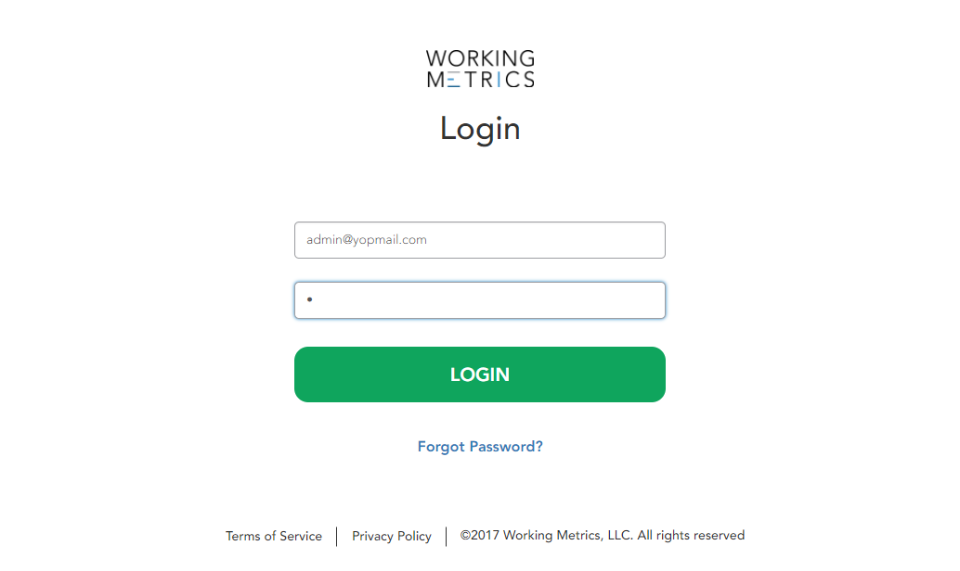 WORKING
METRICS
Login
admin@yopmail.com
•
LOGIN
Forgot Password?
Terms of Service | Privacy Policy | ©2017 Working Metrics, LLC. All rights reserved